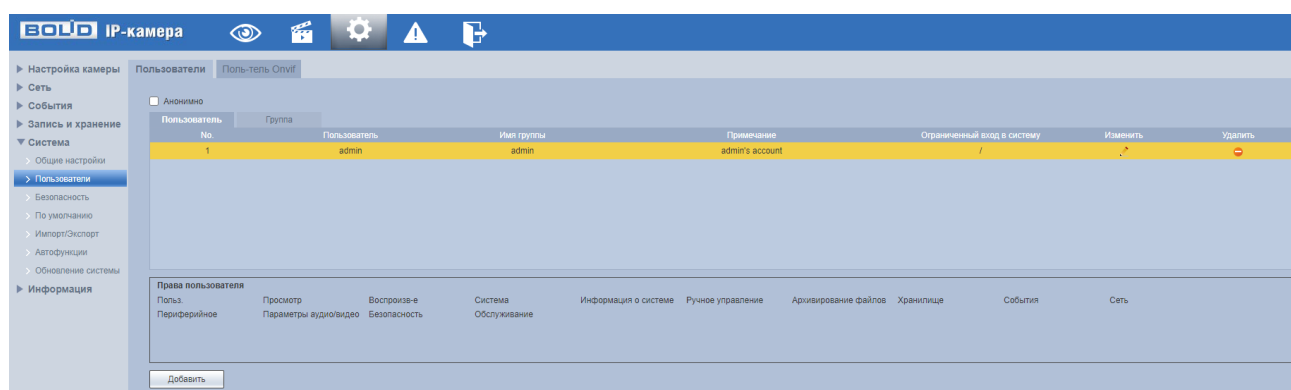 BOLID IP-камера
Настройка камеры
Сеть
События
Запись и хранение
Система
Общие настройки
Пользователи
Безопасность
По умолчанию
Импорт/Экспорт
Автофункции
Обновление системы
Информация
Пользователи Поль-тель Onvif
Анонимно
Пользователь Группа
No. Пользователь Имя группы Примечание Ограниченный вход в систему Изменить Удалить
1 admin admin admin's account /
Права пользователя
Польз. Просмотр Воспроизв-е Система Информация о системе Ручное управление Архивирование файлов Хранилище События Сеть
Периферийное Параметры аудио/видео Безопасность Обслуживание
Добавить